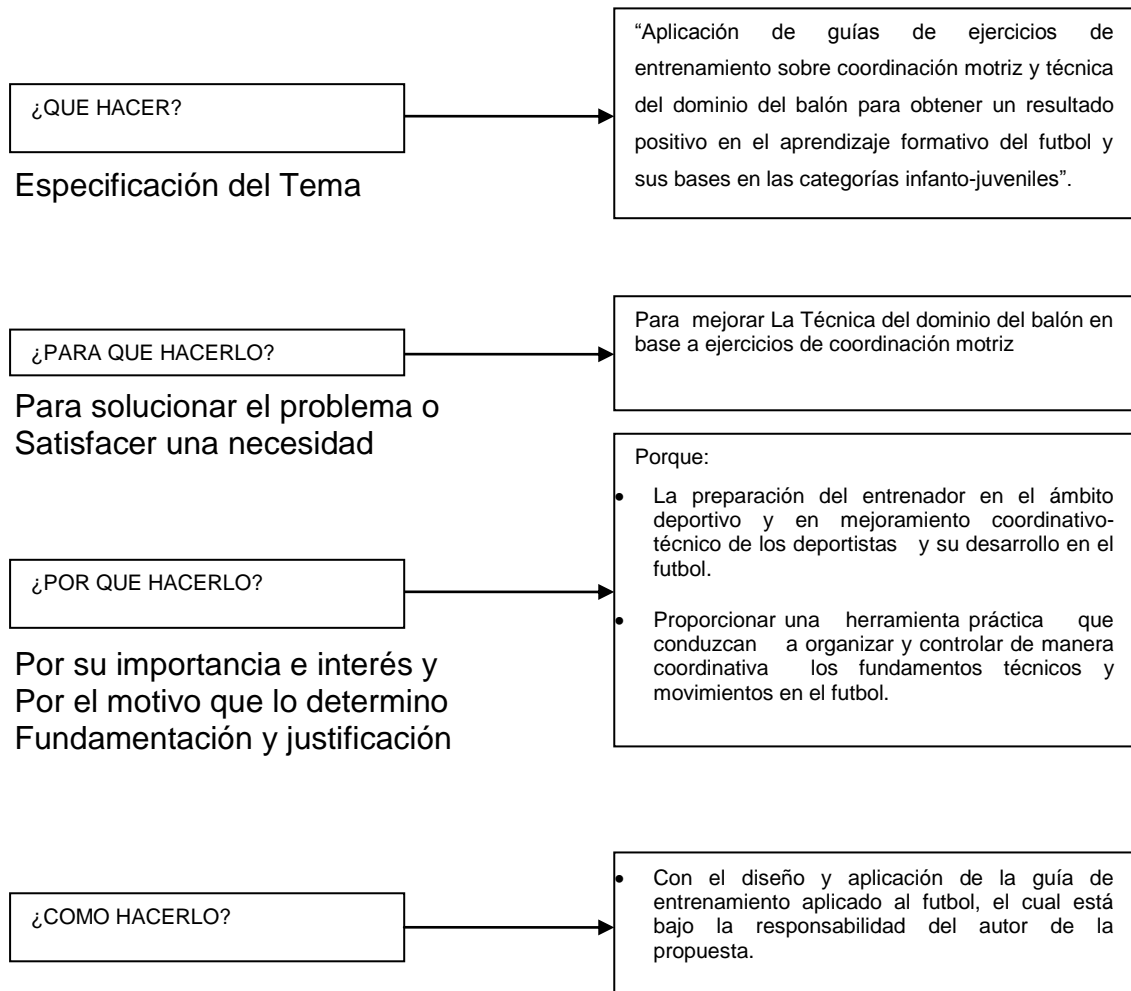 ¿QUE HACER?
“Aplicación de guías de ejercicios de
entrenamiento sobre coordinación motriz y técnica
del dominio del balón para obtener un resultado
positivo en el aprendizaje formativo del futbol y
sus bases en las categorías infanto-juveniles”.
Especificación del Tema
¿PARA QUE HACERLO?
Para mejorar La Técnica del dominio del balón en
base a ejercicios de coordinación motriz
Para solucionar el problema o
Satisfacer una necesidad
¿POR QUE HACERLO?
Porque:
• La preparación del entrenador en el ámbito
deportivo y en mejoramiento coordinativo-
técnico de los deportistas y su desarrollo en el
futbol.
• Proporcionar una herramienta práctica que
conduzcan a organizar y controlar de manera
coordinativa los fundamentos técnicos y
movimientos en el futbol.
Por su importancia e interés y
Por el motivo que lo determino
Fundamentación y justificación
¿COMO HACERLO?
• Con el diseño y aplicación de la guía de
entrenamiento aplicado al futbol, el cual está
bajo la responsabilidad del autor de la
propuesta.